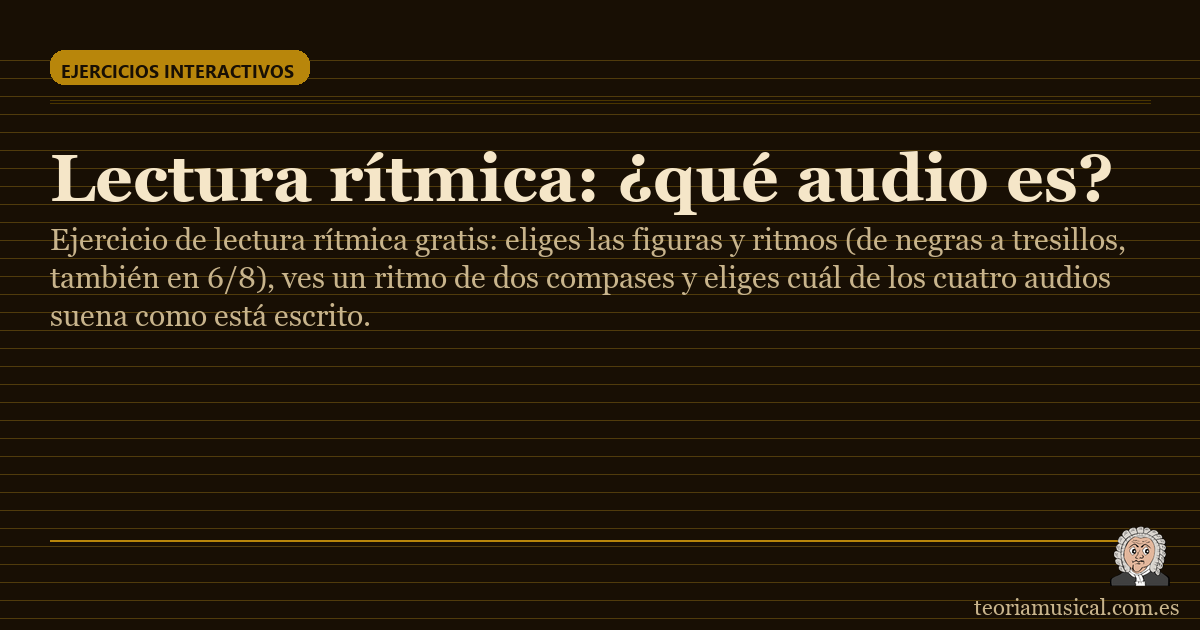 EJERCICIOS INTERACTIVOS
Lectura rítmica: ¿qué audio es?
Ejercicio de lectura rítmica gratis: eliges las figuras y ritmos (de negras a tresillos,
también en 6/8), ves un ritmo de dos compases y eliges cuál de los cuatro audios
suena como está escrito.
teoriamusical.com.es